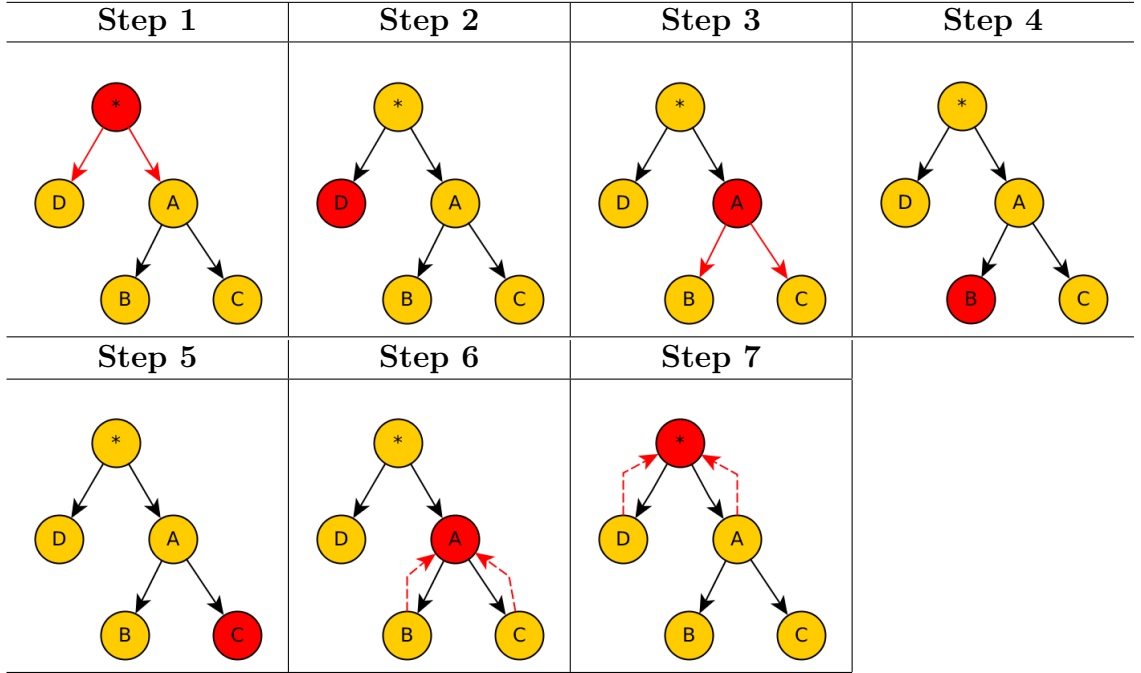 Step 1 Step 2 Step 3 Step 4
* * * *
D A D A D A D A
B C B C B C B C
Step 5 Step 6 Step 7
* * *
D A D A D A
B C B C B C